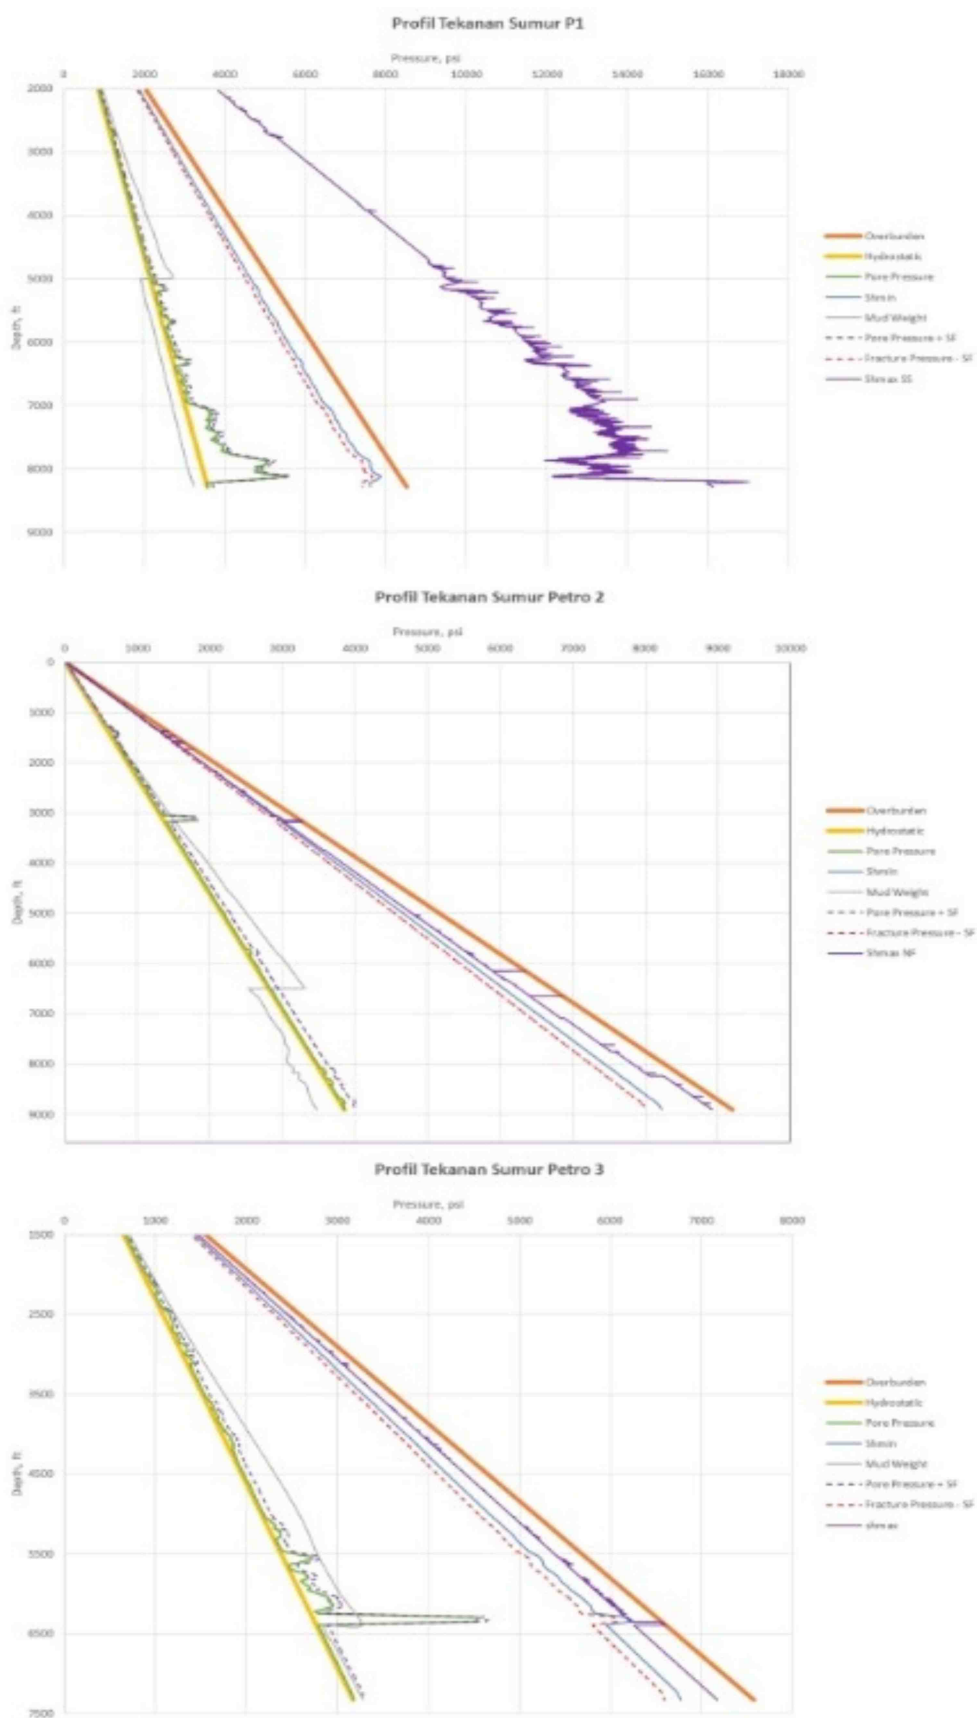 Profil Tekanan Sumur P1
Pressure, psi
0 2000 4000 6000 8000 10000 12000 14000 16000 18000
2000
3000
4000
5000
6000
7000
8000
9000
Depth, ft
Overburden
Hydrostatic
Pore Pressure
Shmin
Mud Weight
Pore Pressure + SF
Fracture Pressure - SF
Shmax SS
Profil Tekanan Sumur Petro 2
Pressure, psi
0 1000 2000 3000 4000 5000 6000 7000 8000 9000 10000
0
1000
2000
3000
4000
5000
6000
7000
8000
9000
Depth, ft
Overburden
Hydrostatic
Pore Pressure
Shmin
Mud Weight
Pore Pressure + SF
Fracture Pressure - SF
Shmax NF
Profil Tekanan Sumur Petro 3
Pressure, psi
0 1000 2000 3000 4000 5000 6000 7000 8000
1500
2500
3500
4500
5500
6500
7500
Depth, ft
Overburden
Hydrostatic
Pore Pressure
Shmin
Mud Weight
Pore Pressure + SF
Fracture Pressure - SF
shmax